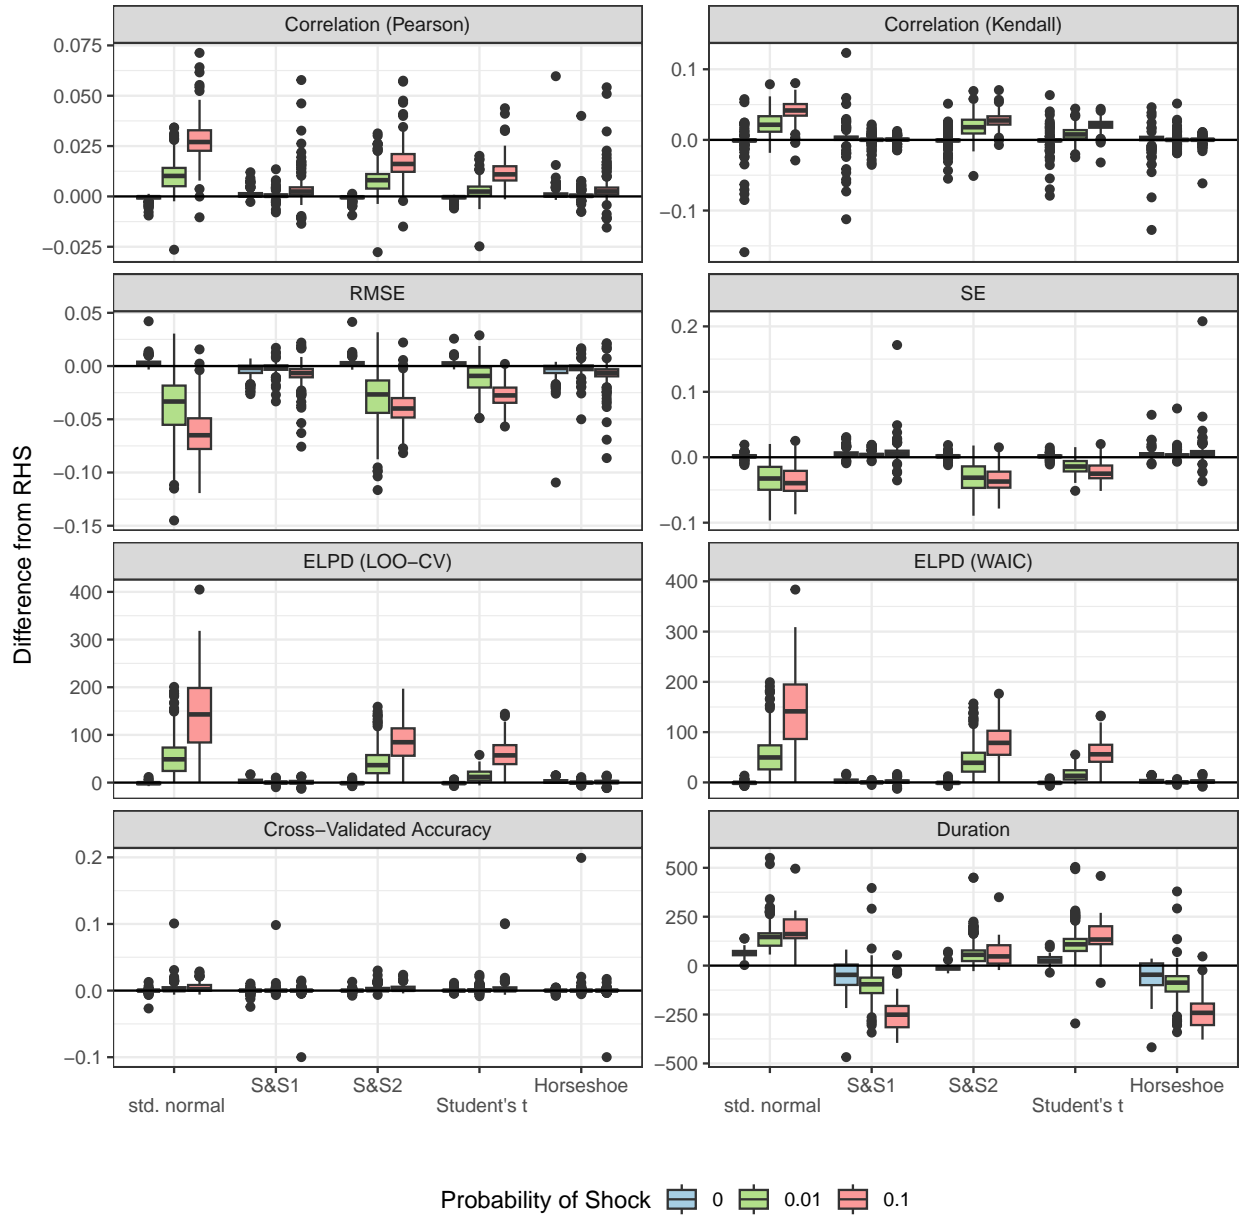 Correlation (Pearson)
Correlation (Kendall)
0.075
0.050
0.025
0.000
−0.025
0.1
0.0
−0.1
RMSE
SE
0.05
0.00
−0.05
−0.10
−0.15
0.2
0.1
0.0
−0.1
Difference from RHS
ELPD (LOO−CV)
ELPD (WAIC)
400
300
200
100
0
400
300
200
100
0
Cross−Validated Accuracy
Duration
0.2
0.1
0.0
−0.1
500
250
0
−250
−500
std. normal
S&S1
S&S2
Student's t
Horseshoe
std. normal
S&S1
S&S2
Student's t
Horseshoe
Probability of Shock 0 0.01 0.1